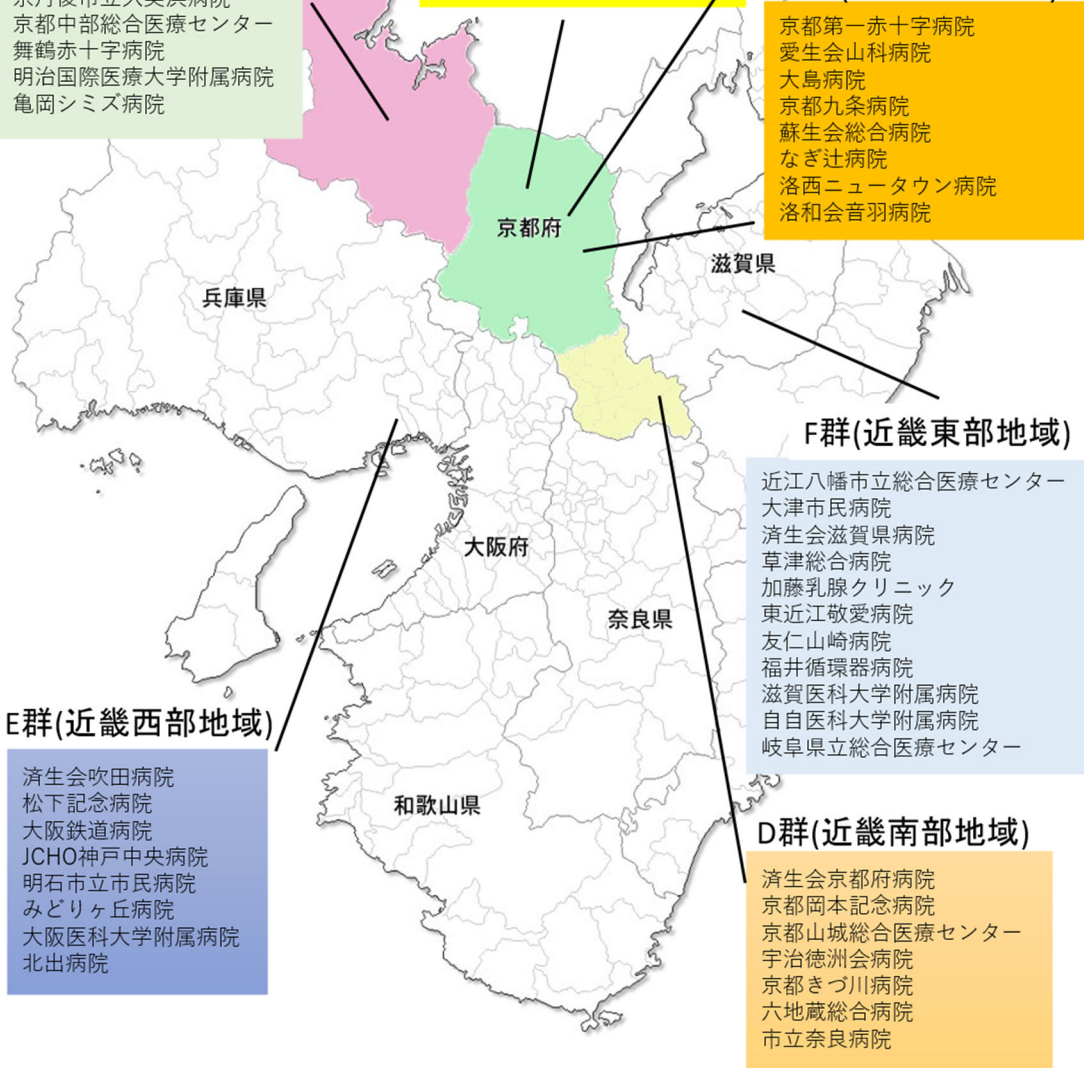 京都中部総合医療センター
舞鶴赤十字病院
明治国際医療大学附属病院
亀岡シミズ病院
京都第一赤十字病院
愛生会山科病院
大島病院
京都九条病院
蘇生会総合病院
なぎ辻病院
洛西ニュータウン病院
洛和会音羽病院
京都府
滋賀県
兵庫県
F群(近畿東部地域)
近江八幡市立総合医療センター
大津市民病院
済生会滋賀県病院
草津総合病院
加藤乳腺クリニック
東近江敬愛病院
友仁山崎病院
福井循環器病院
滋賀医科大学附属病院
自自医科大学附属病院
岐阜県立総合医療センター
大阪府
奈良県
E群(近畿西部地域)
済生会吹田病院
松下記念病院
大阪鉄道病院
JCHO神戸中央病院
明石市立市民病院
みどりヶ丘病院
大阪医科大学附属病院
北出病院
和歌山県
D群(近畿南部地域)
済生会京都府病院
京都岡本記念病院
京都山城総合医療センター
宇治徳洲会病院
京都きづ川病院
六地蔵総合病院
市立奈良病院